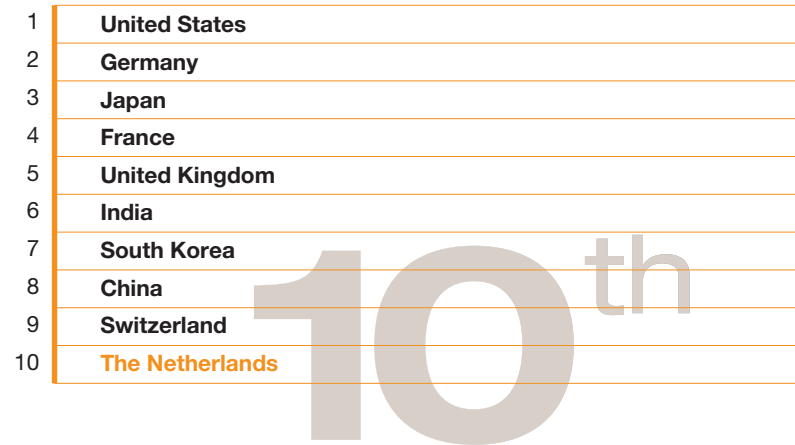 1 United States
2 Germany
3 Japan
4 France
5 United Kingdom
6 India
7 South Korea
8 China
9 Switzerland
10 The Netherlands
10th